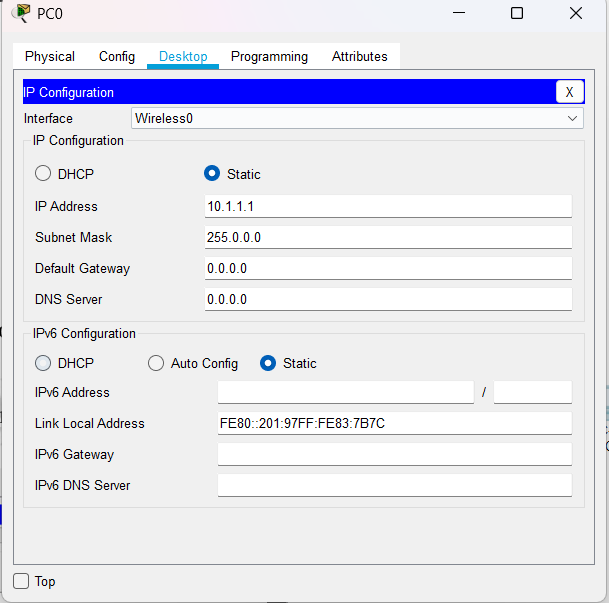 PC0
Physical Config Desktop Programming Attributes
IP Configuration X
Interface Wireless0
IP Configuration
DHCP Static
IP Address 10.1.1.1
Subnet Mask 255.0.0.0
Default Gateway 0.0.0.0
DNS Server 0.0.0.0
IPv6 Configuration
DHCP Auto Config Static
IPv6 Address /
Link Local Address FE80::201:97FF:FE83:7B7C
IPv6 Gateway
IPv6 DNS Server
Top